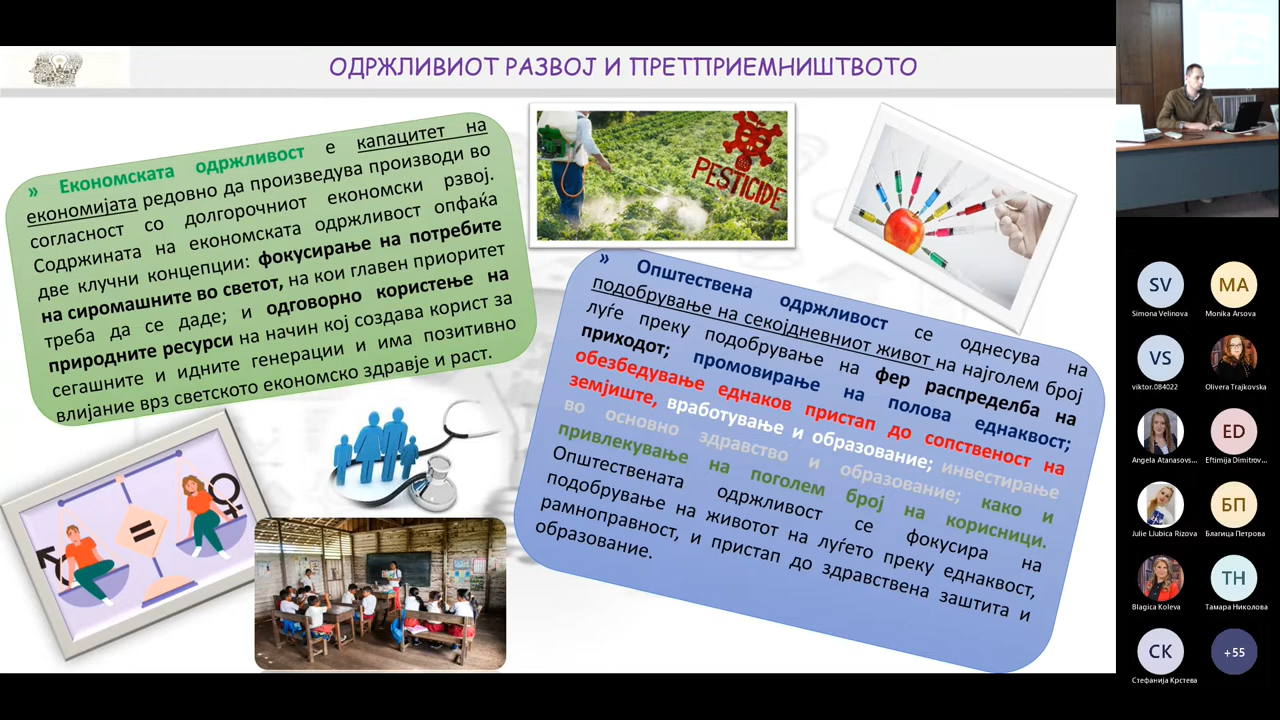 ОДРЖЛИВИОТ РАЗВОЈ И ПРЕТПРИЕМНИШТВОТО
» Економската одржливост е капацитет на
економијата редовно да произведува производи во
согласност со долгорочниот економски рзвој.
Содржината на економската одржливост опфаќа
две клучни концепции: фокусирање на потребите
на сиромашните во светот, на кои главен приоритет
треба да се даде; и одговорно користење на
природните ресурси на начин кој создава корист за
сегашните и идните генерации и има позитивно
влијание врз светското економско здравје и раст.
PESTICIDE
» Општествена одржливост се однесува на
подобрување на секојдневниот живот на најголем број
луѓе преку подобрување на фер распределба на
приходот; промовирање на полова еднаквост;
обезбедување еднаков пристап до сопственост на
земјиште, вработување и образование; инвестирање
во основно здравство и образование; како и
привлекување на поголем број на корисници.
Општествената одржливост се фокусира на
подобрување на животот на луѓето преку еднаквост,
рамноправност, и пристап до здравствена заштита и
образование.
SV
Simona Velinova
MA
Monika Arsova
VS
viktor.084022
Olivera Trajkovska
Angela Atanasovs...
ED
Eftimija Dimitrov...
Julie Ljubica Rizova
БП
Благица Петрова
Blagica Koleva
ТН
Тамара Николова
СК
Стефанија Крстева
+55